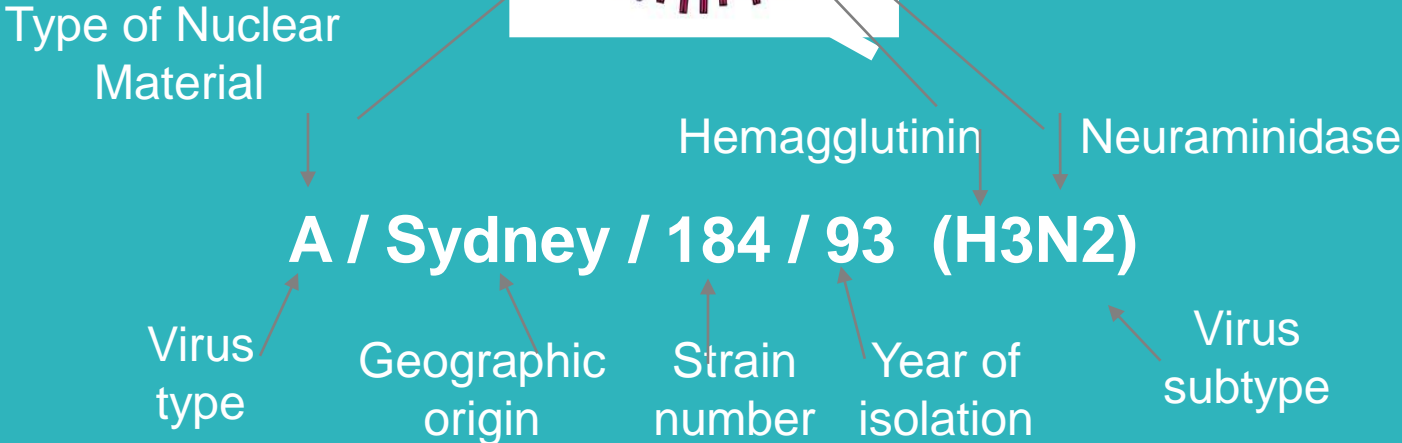 Type of Nuclear
Material
Hemagglutinin
Neuraminidase
A / Sydney / 184 / 93 (H3N2)
Virus
type
Geographic
origin
Strain
number
Year of
isolation
Virus
subtype